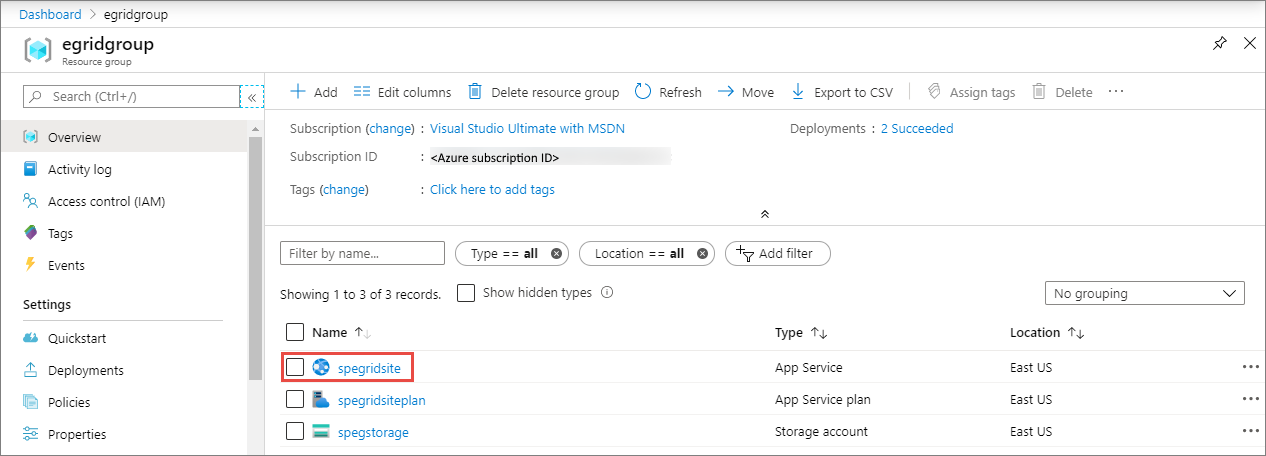 Dashboard > egridgroup
egridgroup
Resource group
Search (Ctrl+/) «
Add Edit columns Delete resource group Refresh Move Export to CSV Assign tags Delete ...
Overview
Activity log
Access control (IAM)
Tags
Events
Settings
Quickstart
Deployments
Policies
Properties
Subscription (change) : Visual Studio Ultimate with MSDN Deployments : 2 Succeeded
Subscription ID : <Azure subscription ID>
Tags (change) : Click here to add tags
Filter by name... Type == all Location == all Add filter
Showing 1 to 3 of 3 records. Show hidden types No grouping
Name Type Location
spegridsite App Service East US ...
spegridsiteplan App Service plan East US ...
spegstorage Storage account East US ...